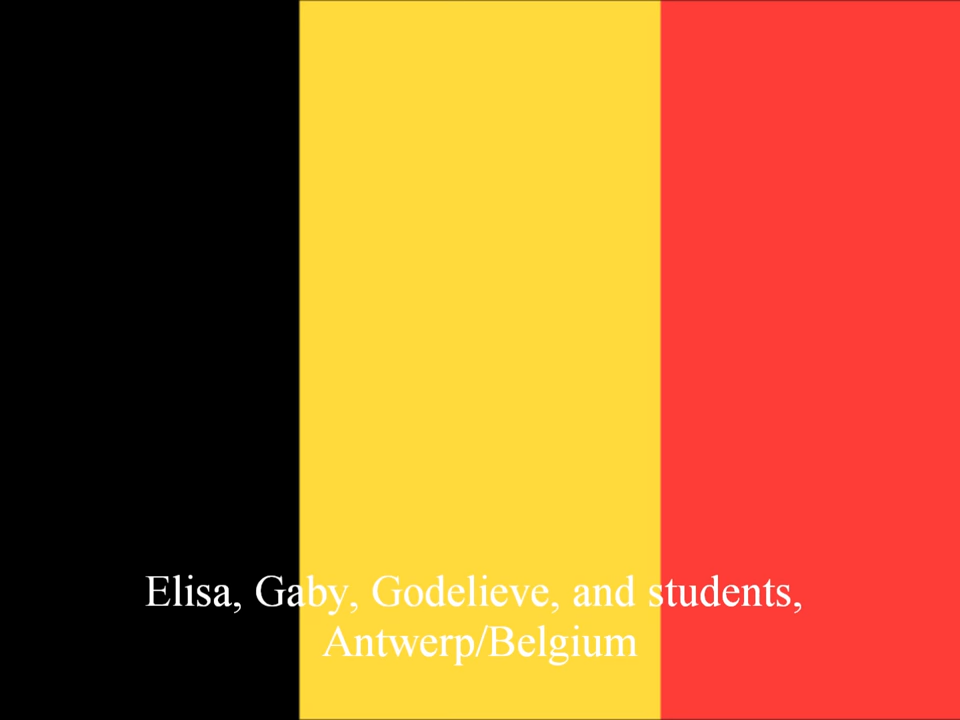 Elisa, Gaby, Godelieve, and students,
Antwerp/Belgium